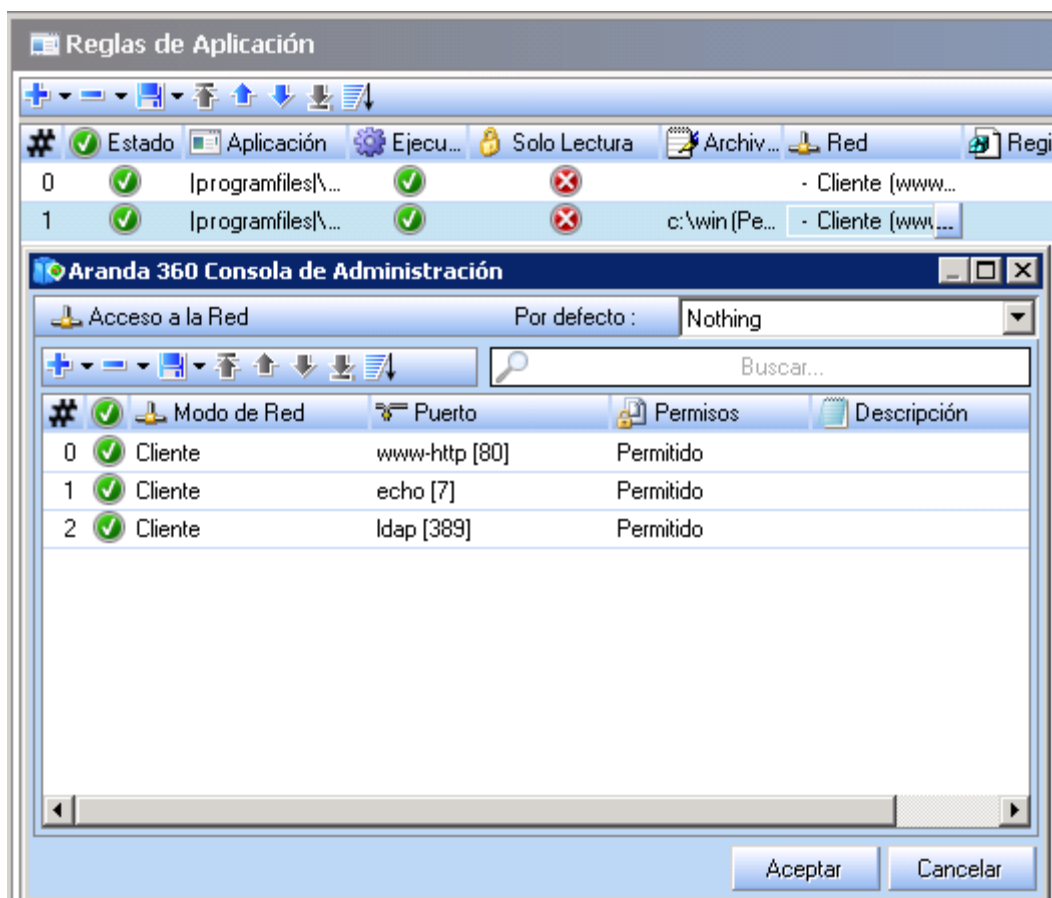 Reglas de Aplicación
# Estado Aplicación Ejecu... Solo Lectura Archiv... Red Regi
0 |programfiles|\... - Cliente (www...
1 |programfiles|\... c:\win (Pe... - Cliente (www ...
Aranda 360 Consola de Administración
Acceso a la Red Por defecto : Nothing
Buscar...
# Modo de Red Puerto Permisos Descripción
0 Cliente www-http [80] Permitido
1 Cliente echo [7] Permitido
2 Cliente ldap [389] Permitido
Aceptar Cancelar